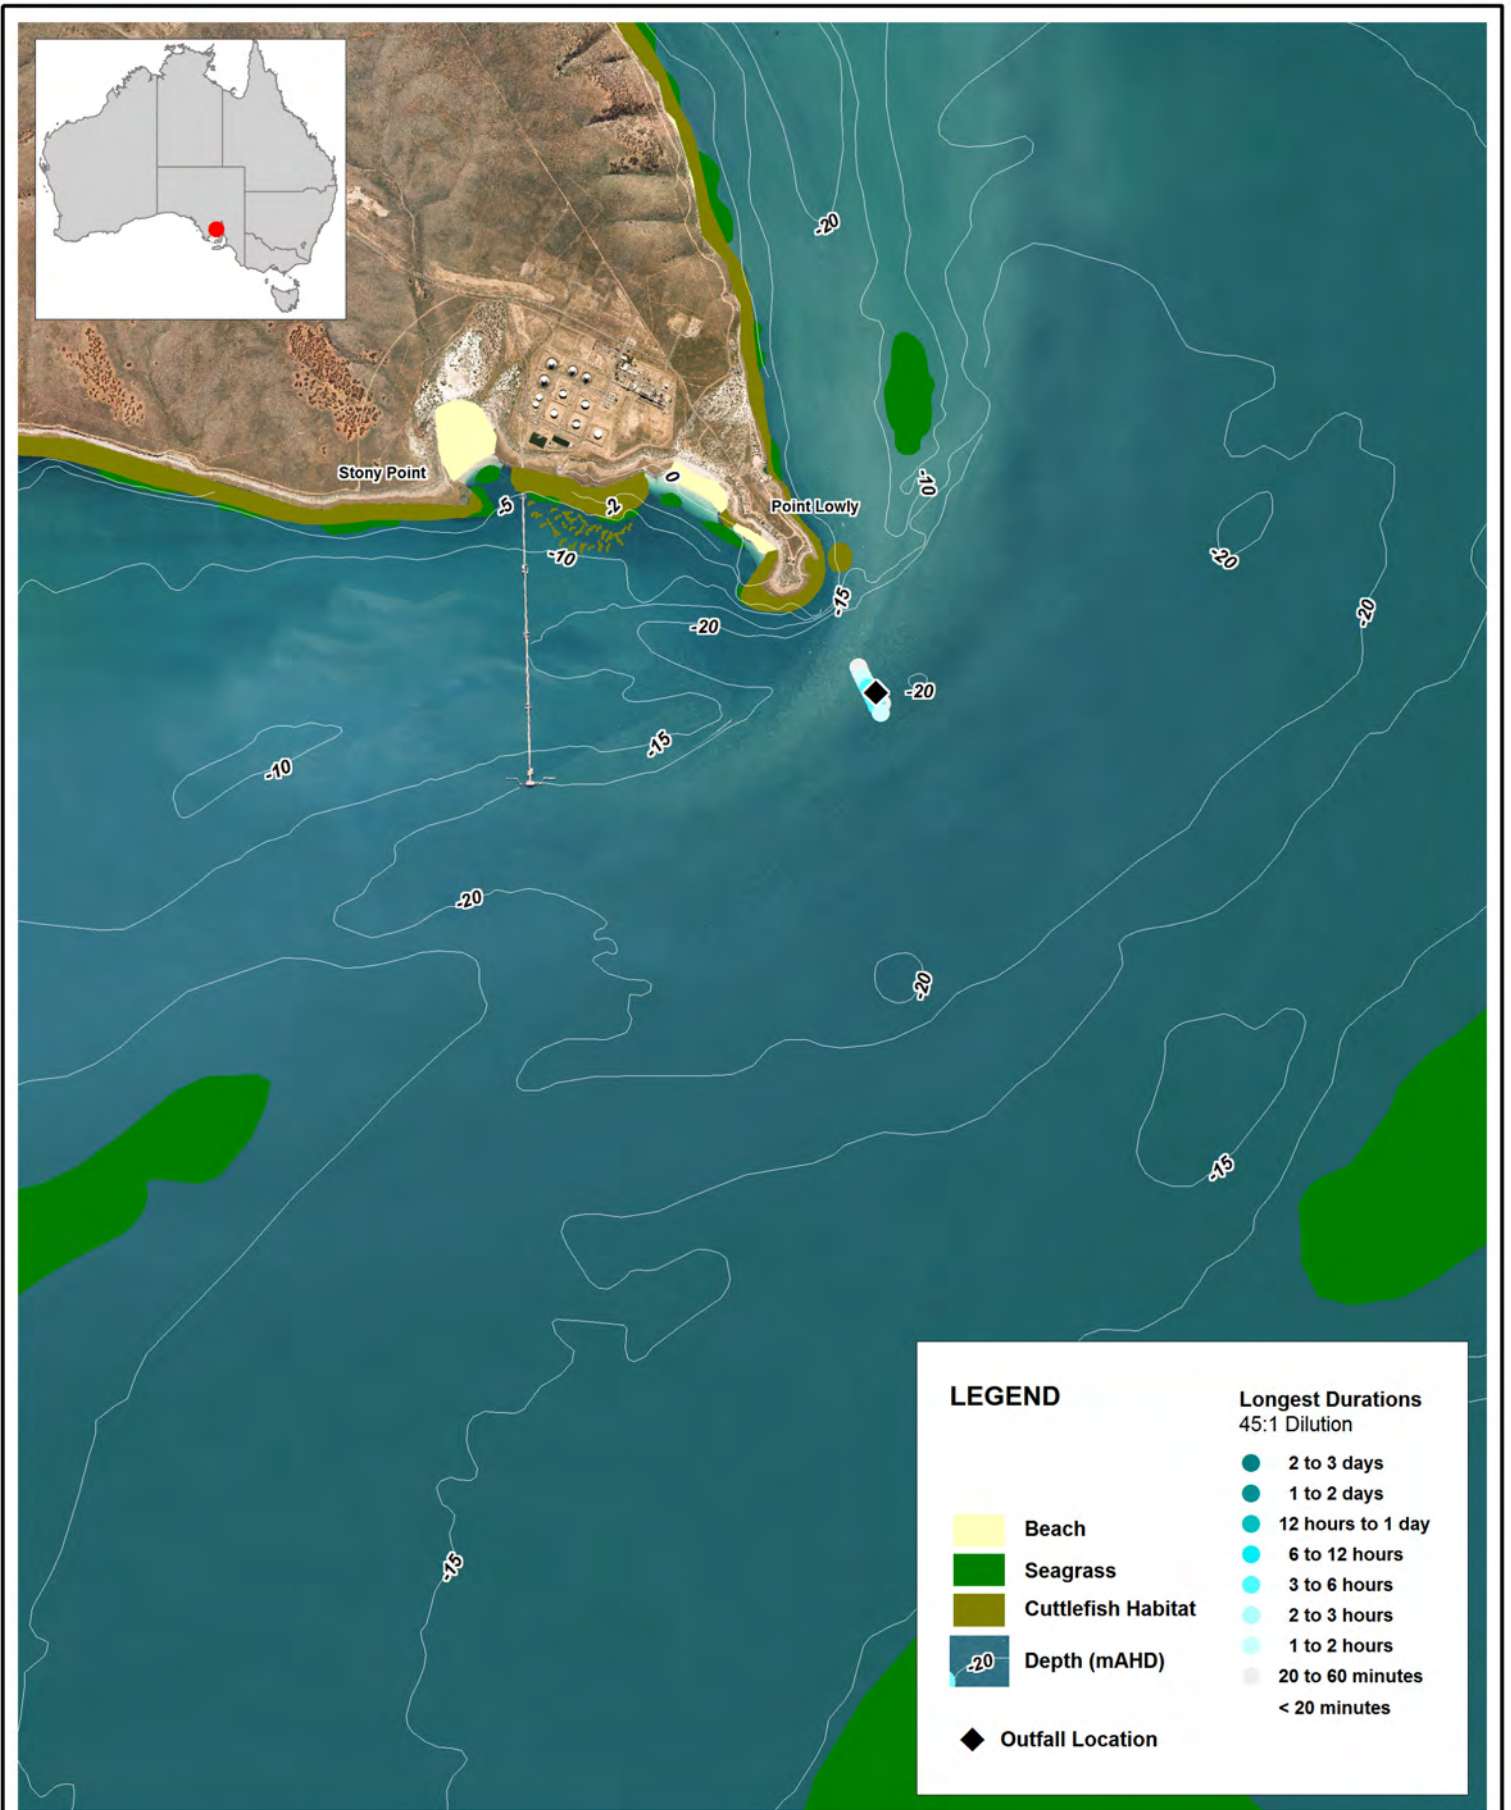 -20
Stony Point
0
-10
-5
-2
Point Lowly
-10
-20
-15
-20
-20
-20
-15
-10
-20
-20
-15
-15
LEGEND
Longest Durations
45:1 Dilution
2 to 3 days
1 to 2 days
12 hours to 1 day
6 to 12 hours
3 to 6 hours
2 to 3 hours
1 to 2 hours
20 to 60 minutes
< 20 minutes
Beach
Seagrass
Cuttlefish Habitat
-20 Depth (mAHD)
Outfall Location